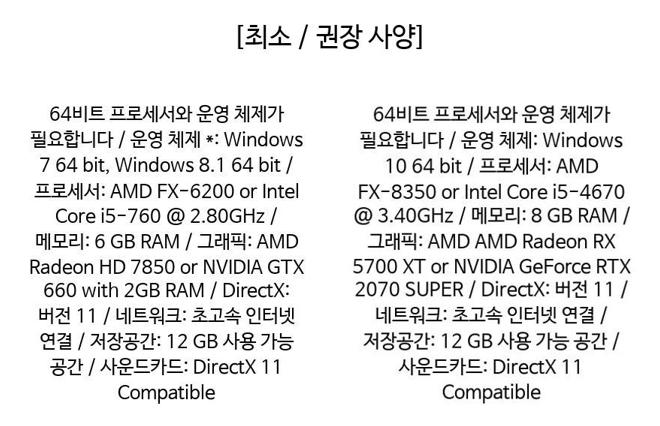 [최소 / 권장 사양]
64비트 프로세서와 운영 체제가
필요합니다 / 운영 체제 *: Windows
7 64 bit, Windows 8.1 64 bit /
프로세서: AMD FX-6200 or Intel
Core i5-760 @ 2.80GHz /
메모리: 6 GB RAM / 그래픽: AMD
Radeon HD 7850 or NVIDIA GTX
660 with 2GB RAM / DirectX:
버전 11 / 네트워크: 초고속 인터넷
연결 / 저장공간: 12 GB 사용 가능
공간 / 사운드카드: DirectX 11
Compatible
64비트 프로세서와 운영 체제가
필요합니다 / 운영 체제: Windows
10 64 bit / 프로세서: AMD
FX-8350 or Intel Core i5-4670
@ 3.40GHz / 메모리: 8 GB RAM /
그래픽: AMD AMD Radeon RX
5700 XT or NVIDIA GeForce RTX
2070 SUPER / DirectX: 버전 11 /
네트워크: 초고속 인터넷 연결 /
저장공간: 12 GB 사용 가능 공간 /
사운드카드: DirectX 11
Compatible